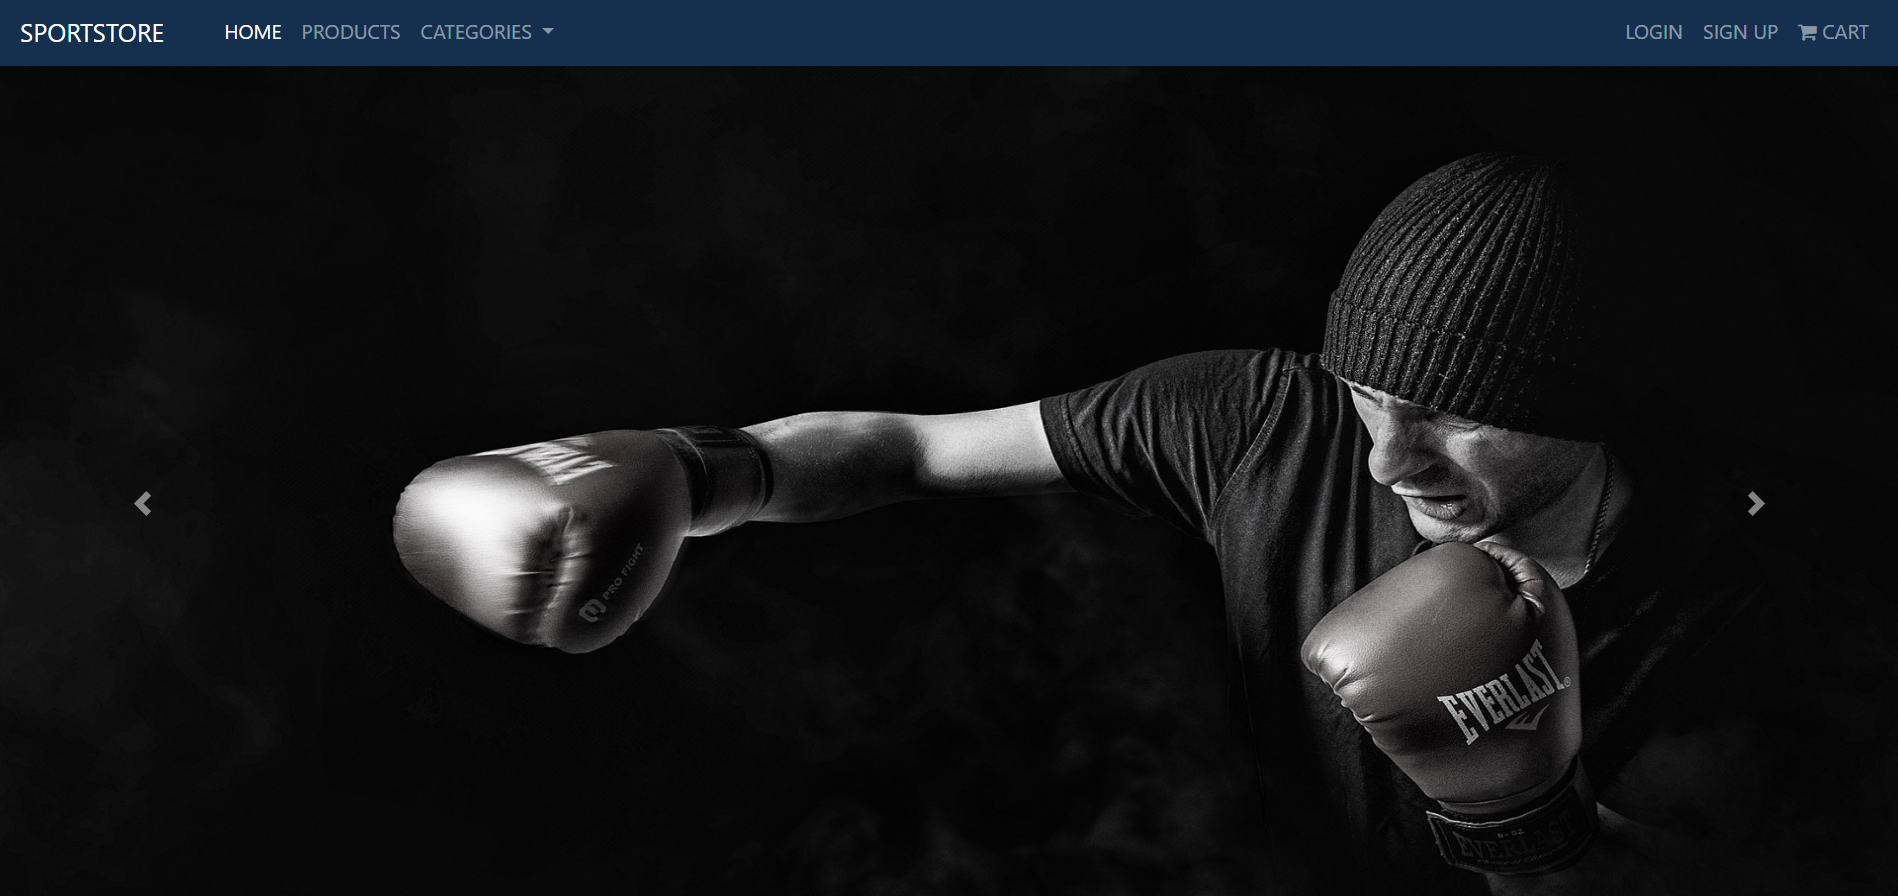 SPORTSTORE HOME PRODUCTS CATEGORIES LOGIN SIGN UP CART
PRO FIGHT
EVERLAST®
EVERLAST